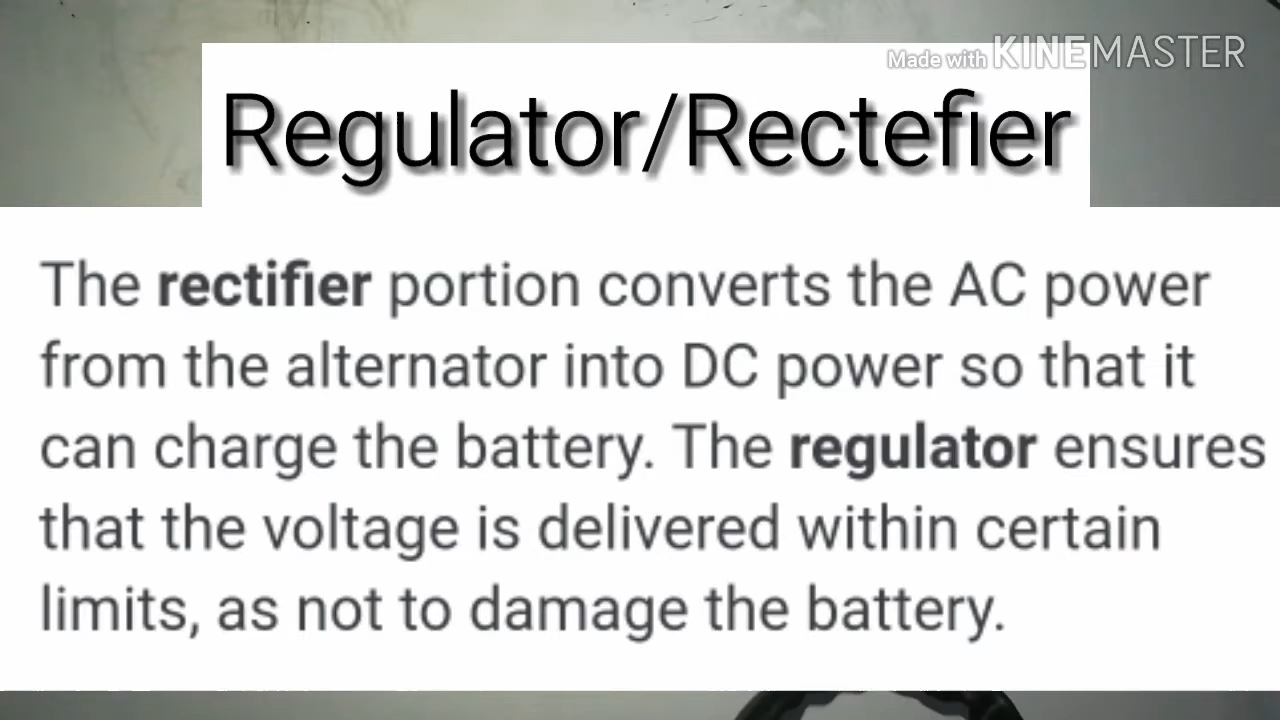 Made with KINEMASTER
Regulator/Rectefier
The rectifier portion converts the AC power
from the alternator into DC power so that it
can charge the battery. The regulator ensures
that the voltage is delivered within certain
limits, as not to damage the battery.